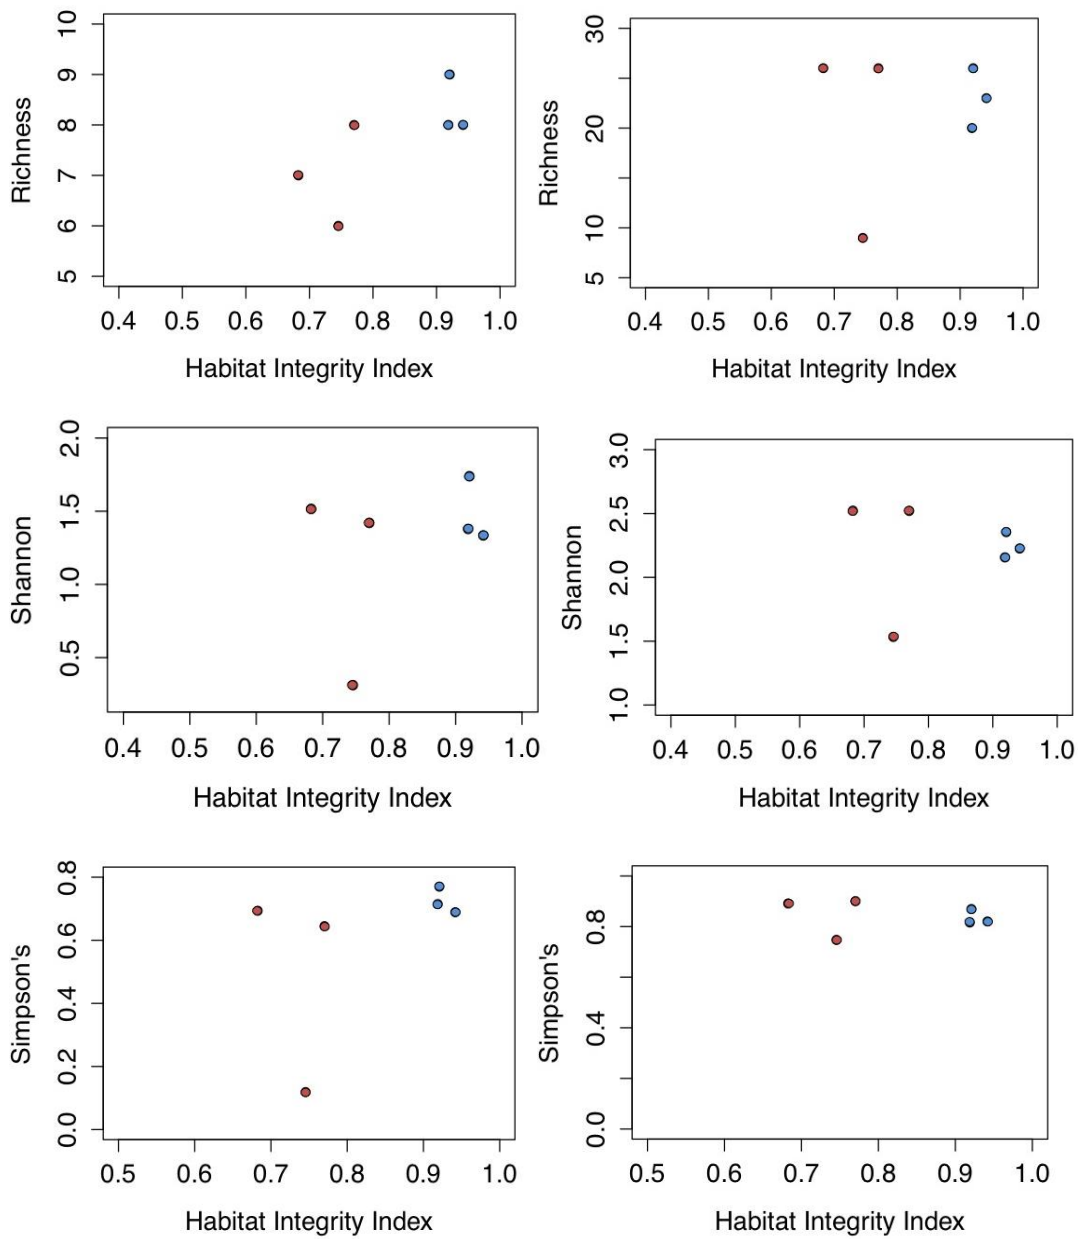 Richness
10
9
8
7
6
5
0.4 0.5 0.6 0.7 0.8 0.9 1.0
Habitat Integrity Index
Richness
30
20
10
5
0.4 0.5 0.6 0.7 0.8 0.9 1.0
Habitat Integrity Index
Shannon
2.0
1.5
1.0
0.5
0.4 0.5 0.6 0.7 0.8 0.9 1.0
Habitat Integrity Index
Shannon
3.0
2.5
2.0
1.5
1.0
0.4 0.5 0.6 0.7 0.8 0.9 1.0
Habitat Integrity Index
Simpson's
0.8
0.6
0.4
0.2
0.0
0.5 0.6 0.7 0.8 0.9 1.0
Habitat Integrity Index
Simpson's
0.8
0.4
0.0
0.5 0.6 0.7 0.8 0.9 1.0
Habitat Integrity Index